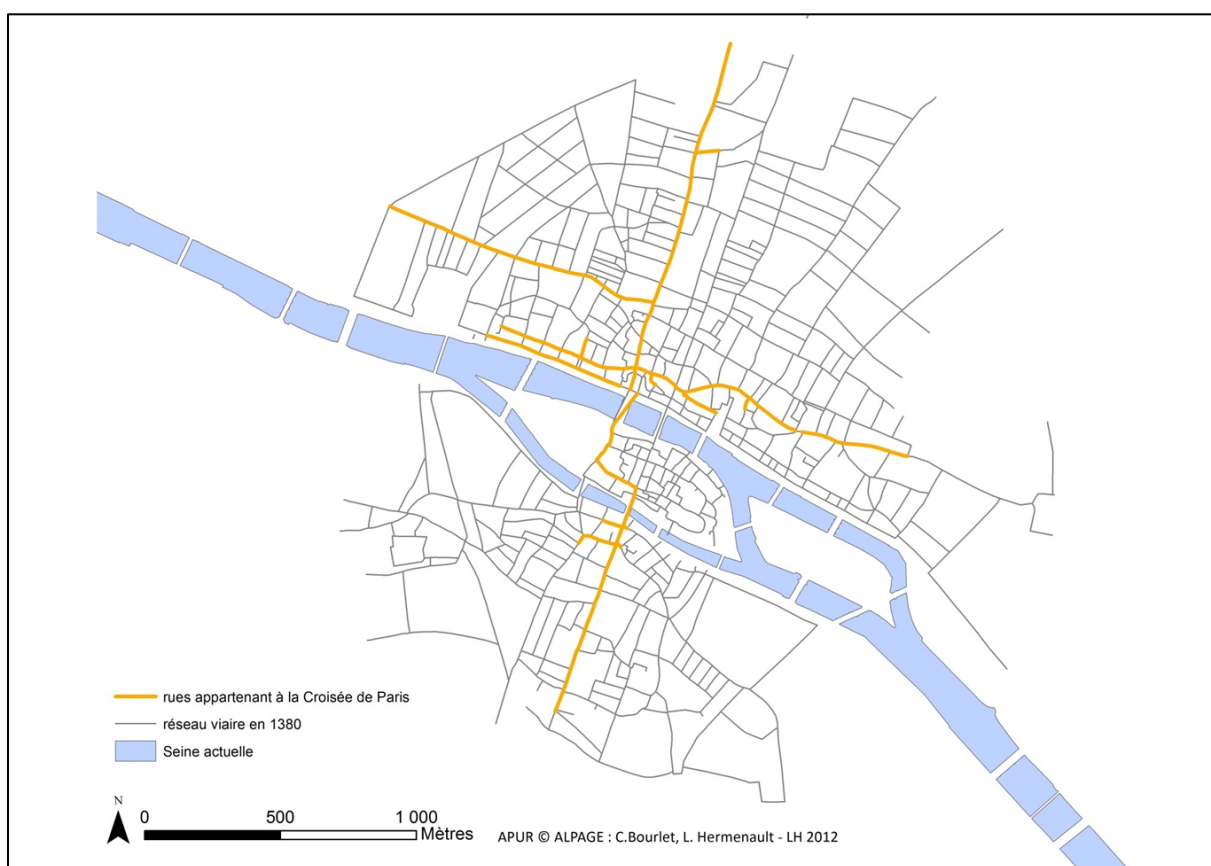 rues appartenant à la Croisée de Paris
réseau viaire en 1380
Seine actuelle
N
0 500 1 000
Mètres
APUR © ALPAGE : C.Bourlet, L. Hermenault - LH 2012